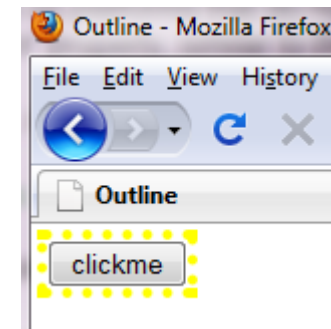 Outline - Mozilla Firefox
File Edit View History
Outline
clickme